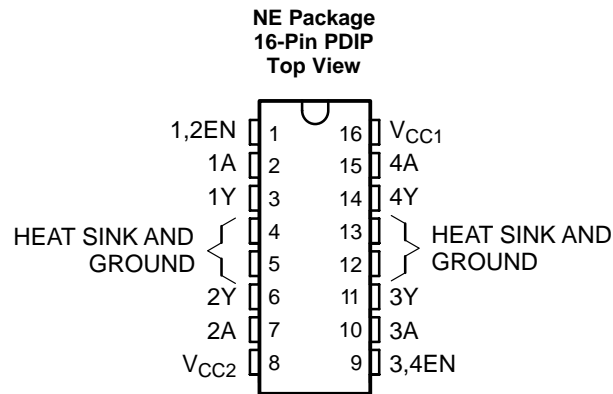 NE Package
16-Pin PDIP
Top View
1,2EN 1 16 VCC1
1A 2 15 4A
1Y 3 14 4Y
HEAT SINK AND
GROUND
4 13
5 12
HEAT SINK AND
GROUND
2Y 6 11 3Y
2A 7 10 3A
VCC2 8 9 3,4EN